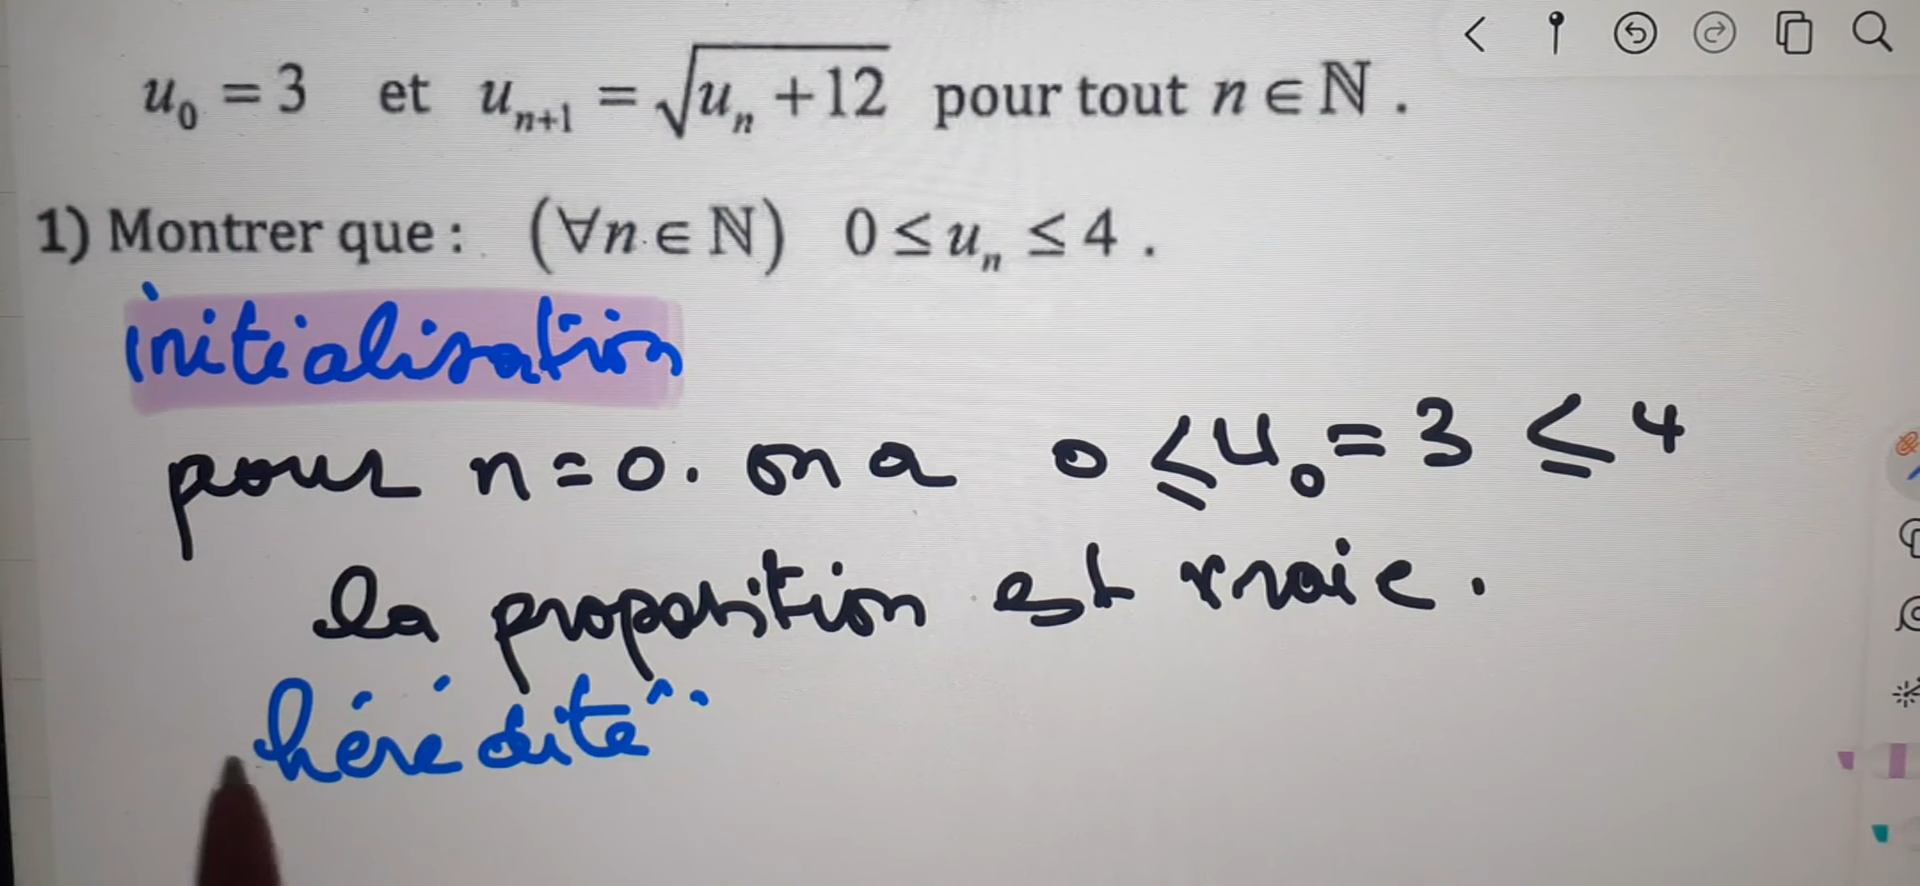 u₀ = 3 et uₙ₊₁ = √(uₙ + 12) pour tout n ∈ ℕ .
1) Montrer que : (∀n ∈ ℕ) 0 ≤ uₙ ≤ 4 .
initialisation
pour n = 0. on a 0 ≤ u₀ = 3 ≤ 4
la proposition est vraie.
hérédité